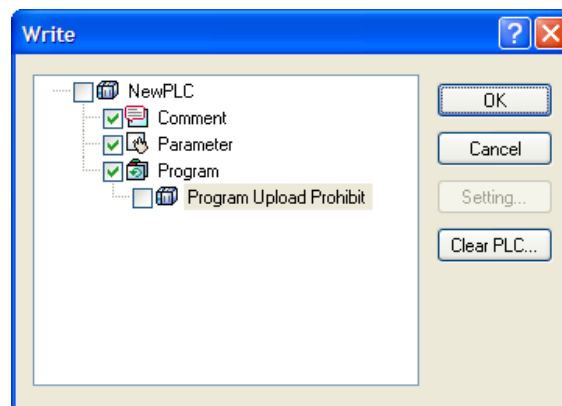 Write
NewPLC
Comment
Parameter
Program
Program Upload Prohibit
OK
Cancel
Setting...
Clear PLC...